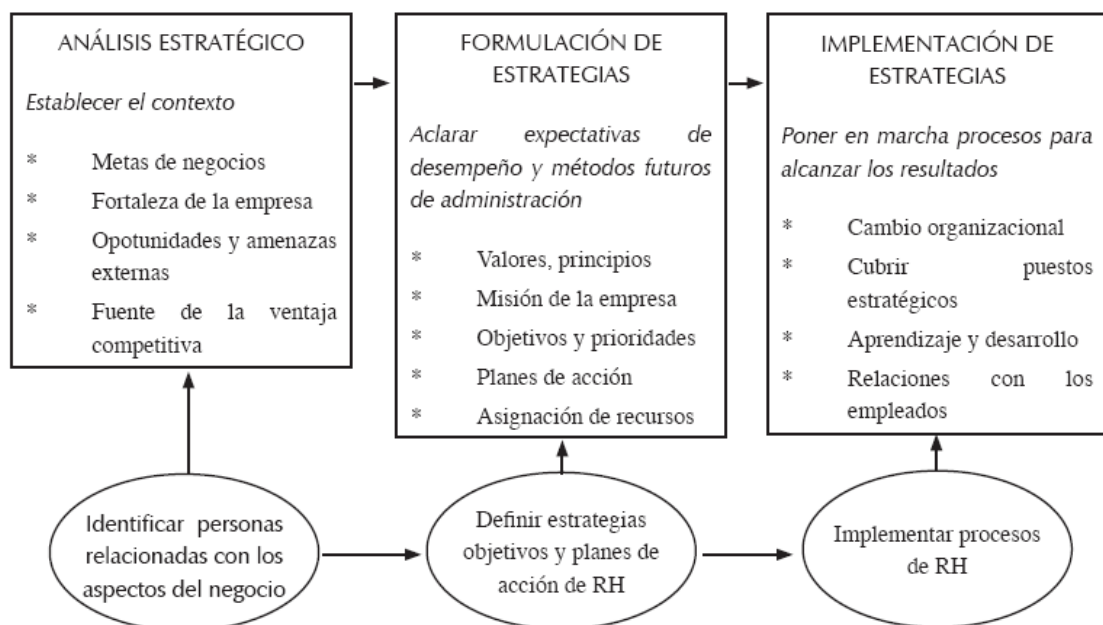 ANÁLISIS ESTRATÉGICO
Establecer el contexto
* Metas de negocios
* Fortaleza de la empresa
* Opotunidades y amenazas
externas
* Fuente de la ventaja
competitiva
FORMULACIÓN DE
ESTRATEGIAS
Aclarar expectativas de
desempeño y métodos futuros
de administración
* Valores, principios
* Misión de la empresa
* Objetivos y prioridades
* Planes de acción
* Asignación de recursos
IMPLEMENTACIÓN DE
ESTRATEGIAS
Poner en marcha procesos para
alcanzar los resultados
* Cambio organizacional
* Cubrir puestos
estratégicos
* Aprendizaje y desarrollo
* Relaciones con los
empleados
Identificar personas
relacionadas con los
aspectos del negocio
Definir estrategias
objetivos y planes de
acción de RH
Implementar procesos
de RH